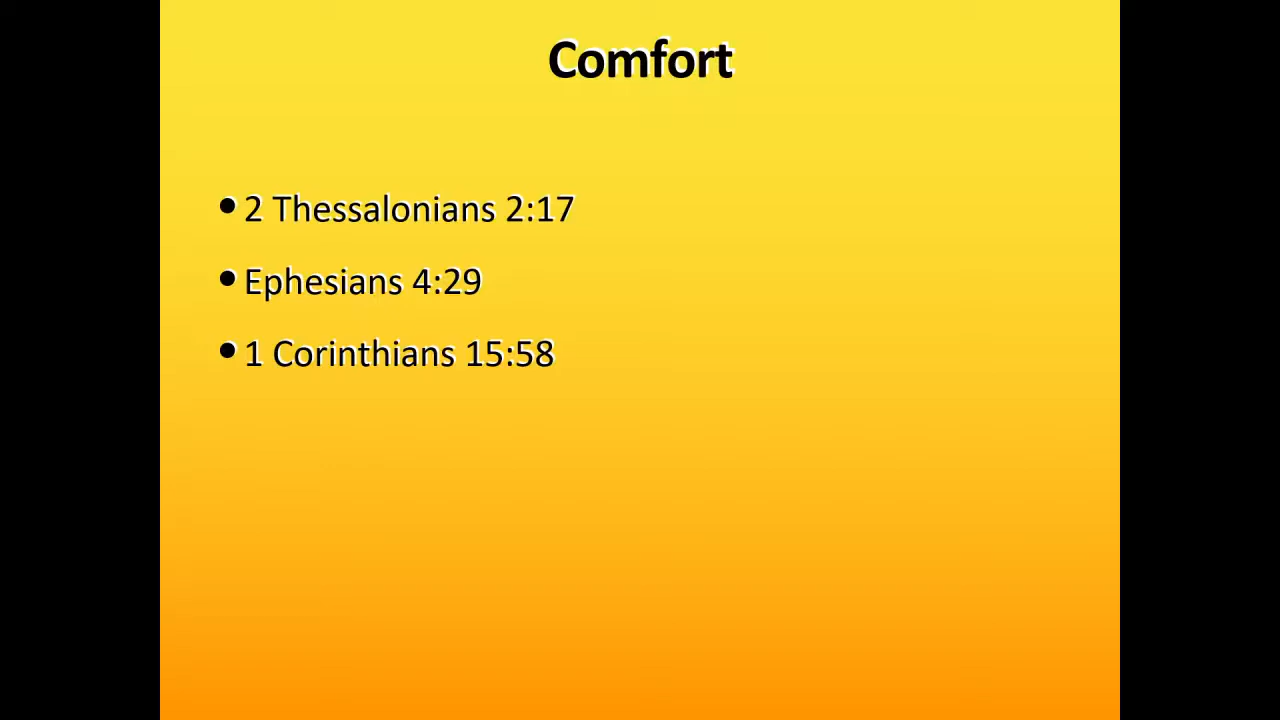 Comfort
• 2 Thessalonians 2:17
• Ephesians 4:29
• 1 Corinthians 15:58